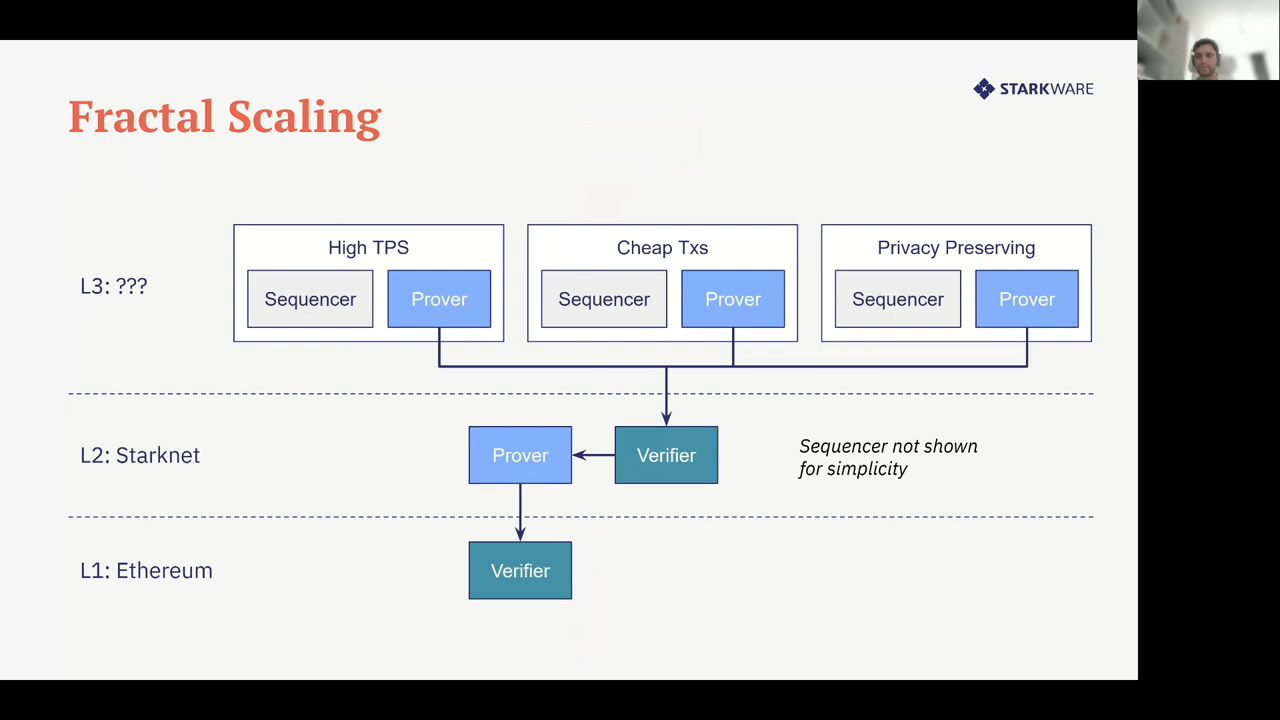 Fractal Scaling
STARKWARE
High TPS
Cheap Txs
Privacy Preserving
L3: ???
Sequencer
Prover
Sequencer
Prover
Sequencer
Prover
L2: Starknet
Prover
Verifier
Sequencer not shown
for simplicity
L1: Ethereum
Verifier